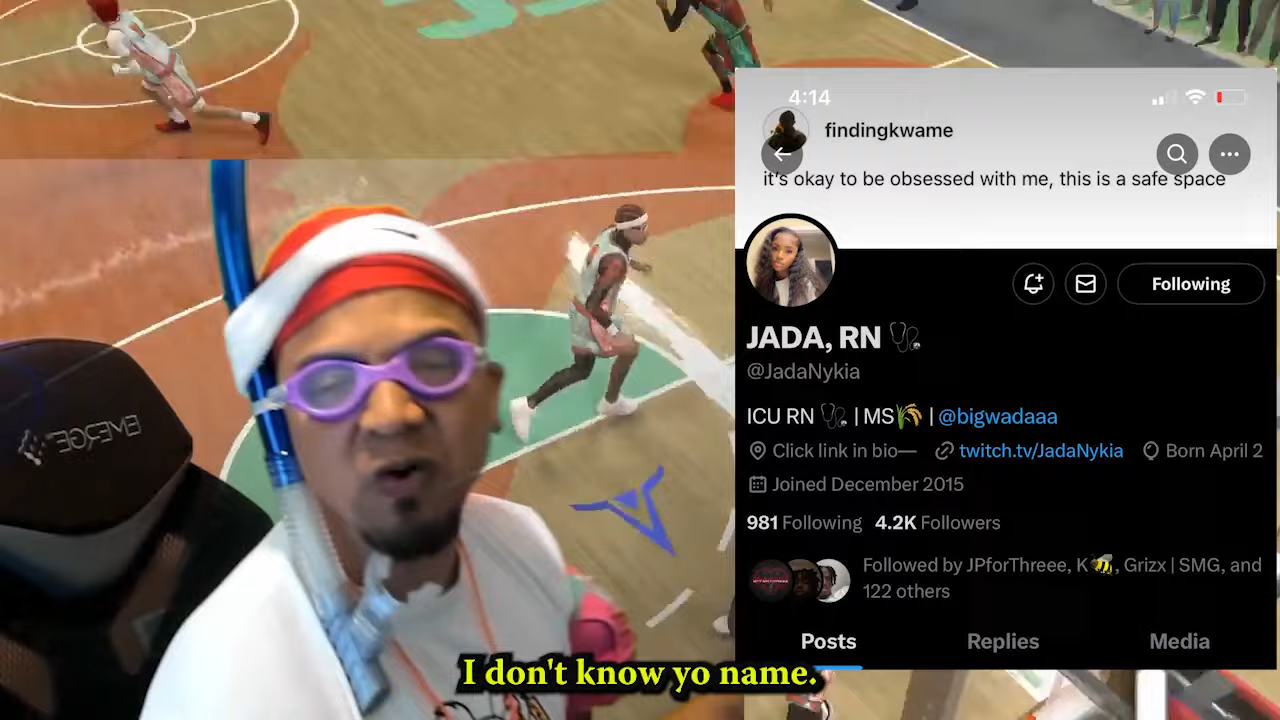 4:14
findingkwame
it's okay to be obsessed with me, this is a safe space
Following
JADA, RN 🩺
@JadaNykia
ICU RN 🩺 | MS🌾 | @bigwadaaa
Click link in bio— twitch.tv/JadaNykia Born April 2
Joined December 2015
981 Following 4.2K Followers
Followed by JPforThreee, K🐝, Grizx | SMG, and
122 others
Posts Replies Media
EMERGE
I don't know yo name.